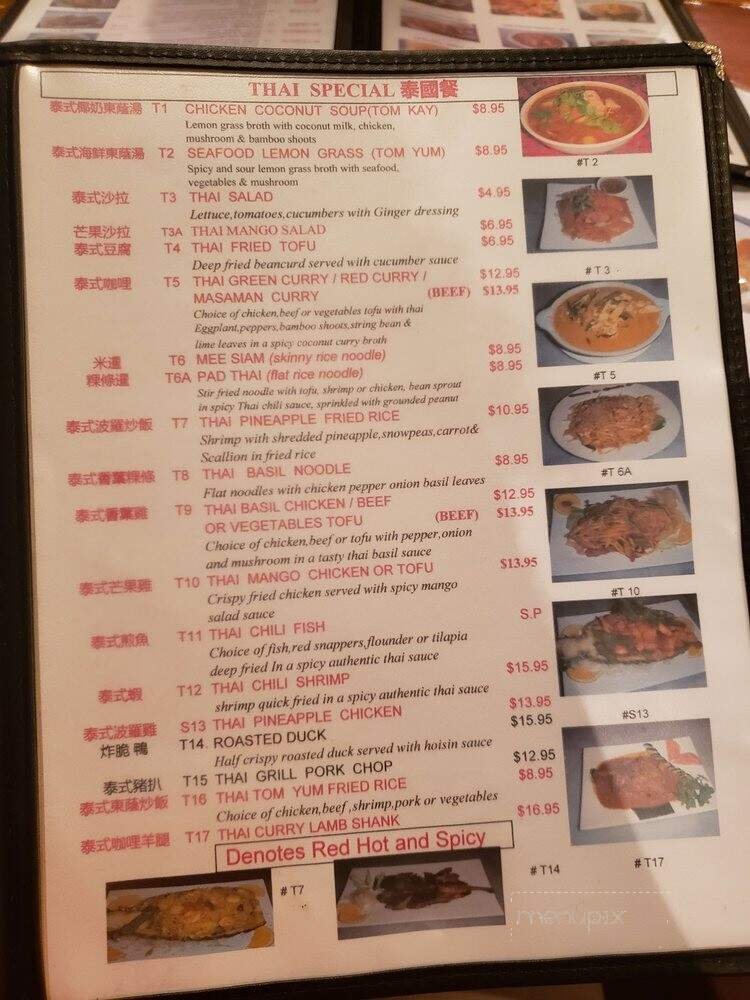 THAI SPECIAL 泰國餐
泰式椰奶東蔭湯 T1 CHICKEN COCONUT SOUP(TOM KAY) $8.95
Lemon grass broth with coconut milk, chicken,
mushroom & bamboo shoots
泰式海鮮東蔭湯 T2 SEAFOOD LEMON GRASS (TOM YUM) $8.95
Spicy and sour lemon grass broth with seafood,
vegetables & mushroom
#T 2
泰式沙拉 T3 THAI SALAD $4.95
Lettuce,tomatoes,cucumbers with Ginger dressing
芒果沙拉 T3A THAI MANGO SALAD $6.95
泰式豆腐 T4 THAI FRIED TOFU $6.95
Deep fried beancurd served with cucumber sauce
#T3
泰式咖哩 T5 THAI GREEN CURRY / RED CURRY / $12.95
MASAMAN CURRY (BEEF) $13.95
Choice of chicken,beef or vegetables tofu with thai
Eggplant,peppers,bamboo shoots,string bean &
lime leaves in a spicy coconut curry broth
#T 5
米暹 T6 MEE SIAM (skinny rice noodle) $8.95
粿條暹 T6A PAD THAI (flat rice noodle) $8.95
Stir fried noodle with tofu, shrimp or chicken, bean sprout
in spicy Thai chili sauce, sprinkled with grounded peanut
泰式波羅炒飯 T7 THAI PINEAPPLE FRIED RICE $10.95
Shrimp with shredded pineapple,snowpeas,carrot&
Scallion in fried rice
#T 6A
泰式香葉粿條 T8 THAI BASIL NOODLE $8.95
Flat noodles with chicken pepper onion basil leaves
泰式香葉雞 T9 THAI BASIL CHICKEN / BEEF $12.95
OR VEGETABLES TOFU (BEEF) $13.95
Choice of chicken,beef or tofu with pepper,onion
and mushroom in a tasty thai basil sauce
泰式芒果雞 T10 THAI MANGO CHICKEN OR TOFU $13.95
Crispy fried chicken served with spicy mango
salad sauce
#T 10
泰式煎魚 T11 THAI CHILI FISH S.P
Choice of fish,red snappers,flounder or tilapia
deep fried In a spicy authentic thai sauce
泰式蝦 T12 THAI CHILI SHRIMP $15.95
shrimp quick fried in a spicy authentic thai sauce
泰式波羅雞 S13 THAI PINEAPPLE CHICKEN $13.95
#S13
炸脆 鴨 T14. ROASTED DUCK $15.95
Half crispy roasted duck served with hoisin sauce
泰式豬扒 T15 THAI GRILL PORK CHOP $12.95
泰式東蔭炒飯 T16 THAI TOM YUM FRIED RICE $8.95
Choice of chicken,beef ,shrimp,pork or vegetables
泰式咖哩羊腿 T17 THAI CURRY LAMB SHANK $16.95
Denotes Red Hot and Spicy
# T7
# T14
# T17
menupix